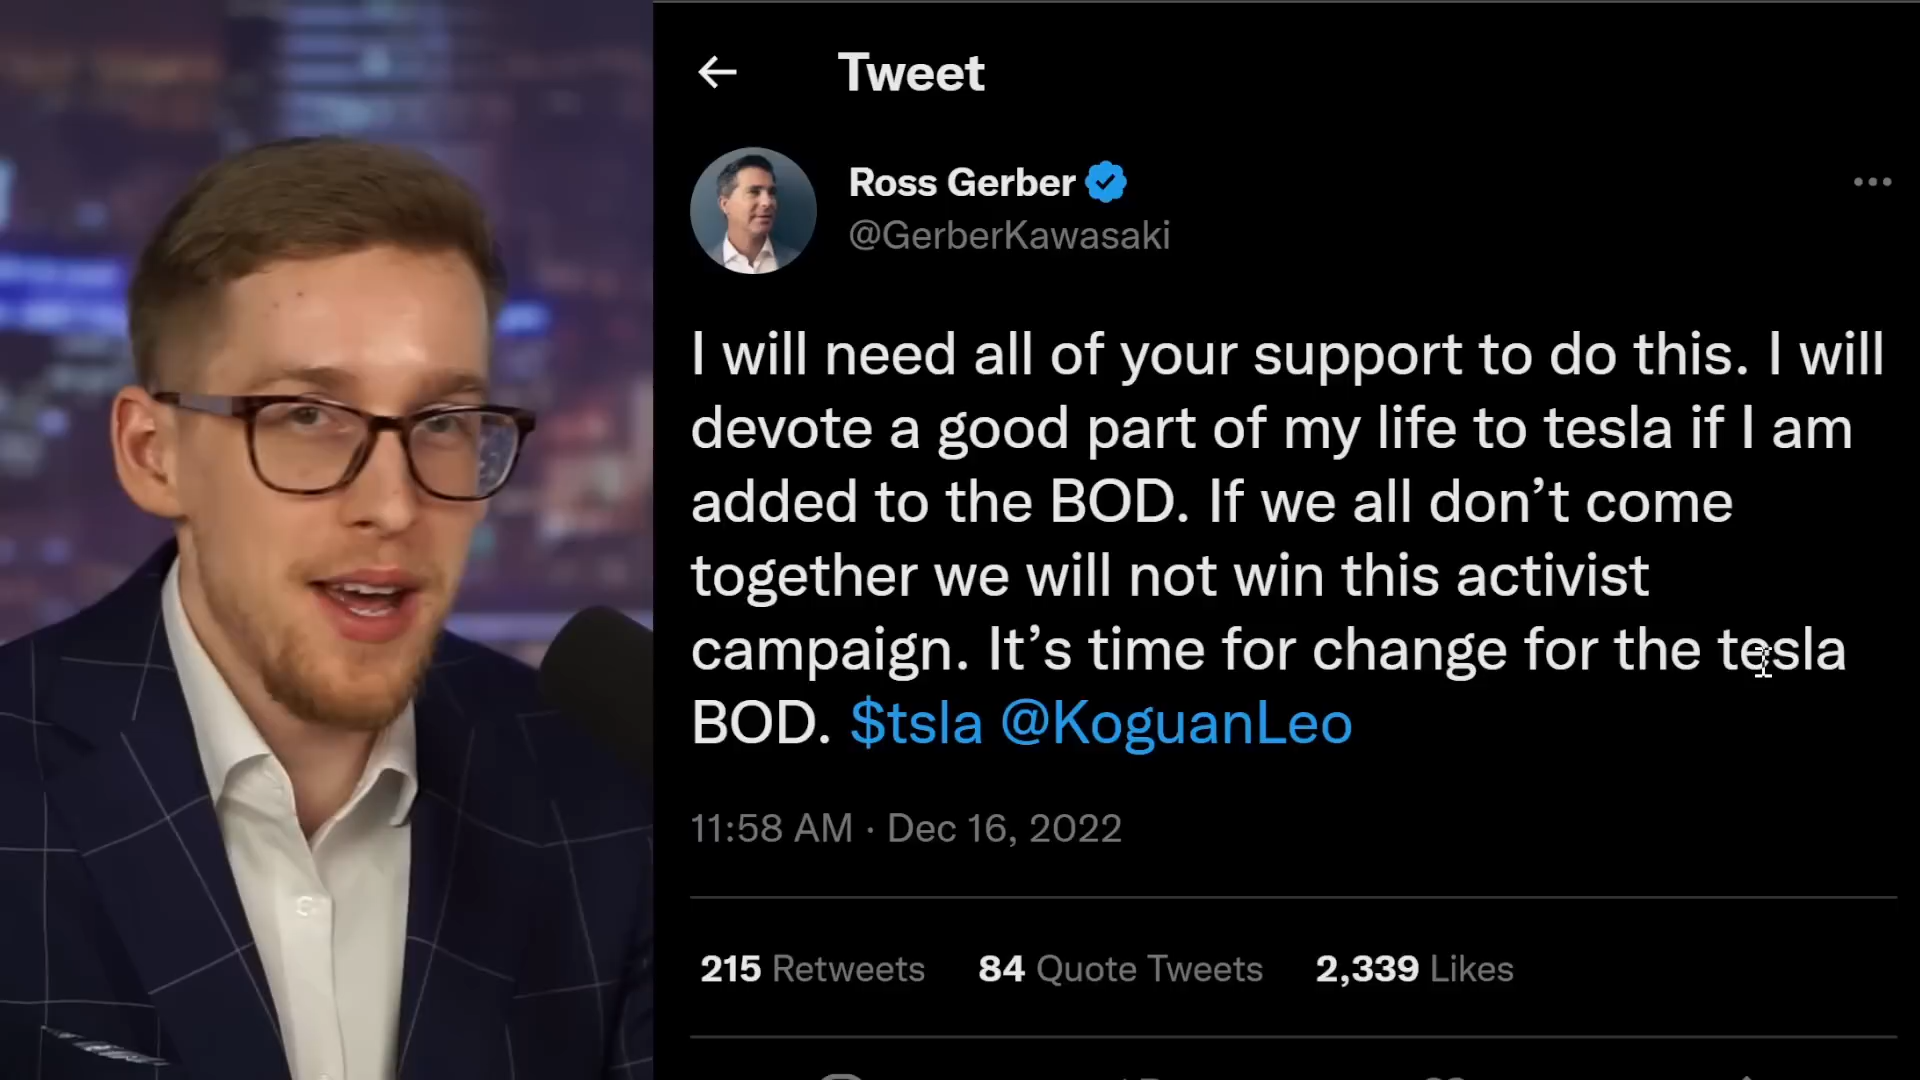 Tweet
Ross Gerber
@GerberKawasaki
I will need all of your support to do this. I will
devote a good part of my life to tesla if I am
added to the BOD. If we all don’t come
together we will not win this activist
campaign. It’s time for change for the tesla
BOD. $tsla @KoguanLeo
11:58 AM · Dec 16, 2022
215 Retweets 84 Quote Tweets 2,339 Likes